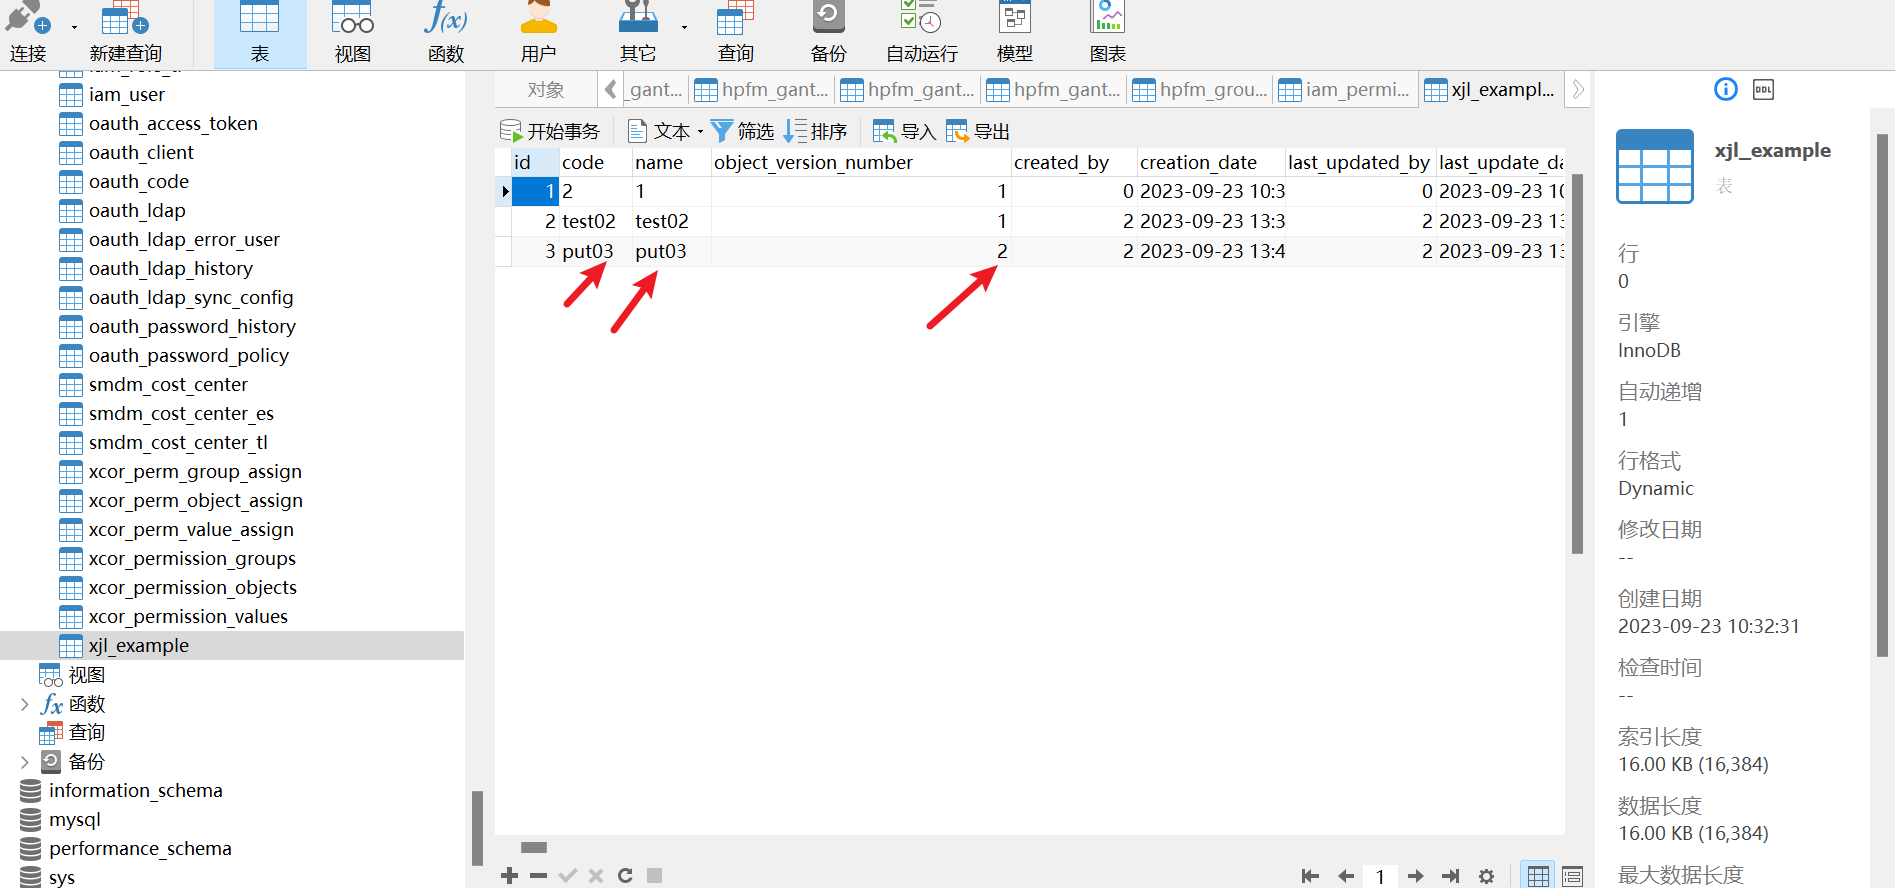 连接
新建查询
表
视图
函数
用户
其它
查询
备份
自动运行
模型
图表
iam_user
oauth_access_token
oauth_client
oauth_code
oauth_ldap
oauth_ldap_error_user
oauth_ldap_history
oauth_ldap_sync_config
oauth_password_history
oauth_password_policy
smdm_cost_center
smdm_cost_center_es
smdm_cost_center_tl
xcor_perm_group_assign
xcor_perm_object_assign
xcor_perm_value_assign
xcor_permission_groups
xcor_permission_objects
xcor_permission_values
xjl_example
视图
函数
查询
备份
information_schema
mysql
performance_schema
sys
对象 _gant... hpfm_gant... hpfm_gant... hpfm_gant... hpfm_grou... iam_permi... xjl_exampl...
开始事务 文本 筛选 排序 导入 导出
id code name object_version_number created_by creation_date last_updated_by last_update_da
1 2 1 1 0 2023-09-23 10:3 0 2023-09-23 10
2 test02 test02 1 2 2023-09-23 13:3 2 2023-09-23 13:
3 put03 put03 2 2 2023-09-23 13:4 2 2023-09-23 13:
1
DDL
xjl_example
表
行
0
引擎
InnoDB
自动递增
1
行格式
Dynamic
修改日期
--
创建日期
2023-09-23 10:32:31
检查时间
--
索引长度
16.00 KB (16,384)
数据长度
16.00 KB (16,384)
最大数据长度